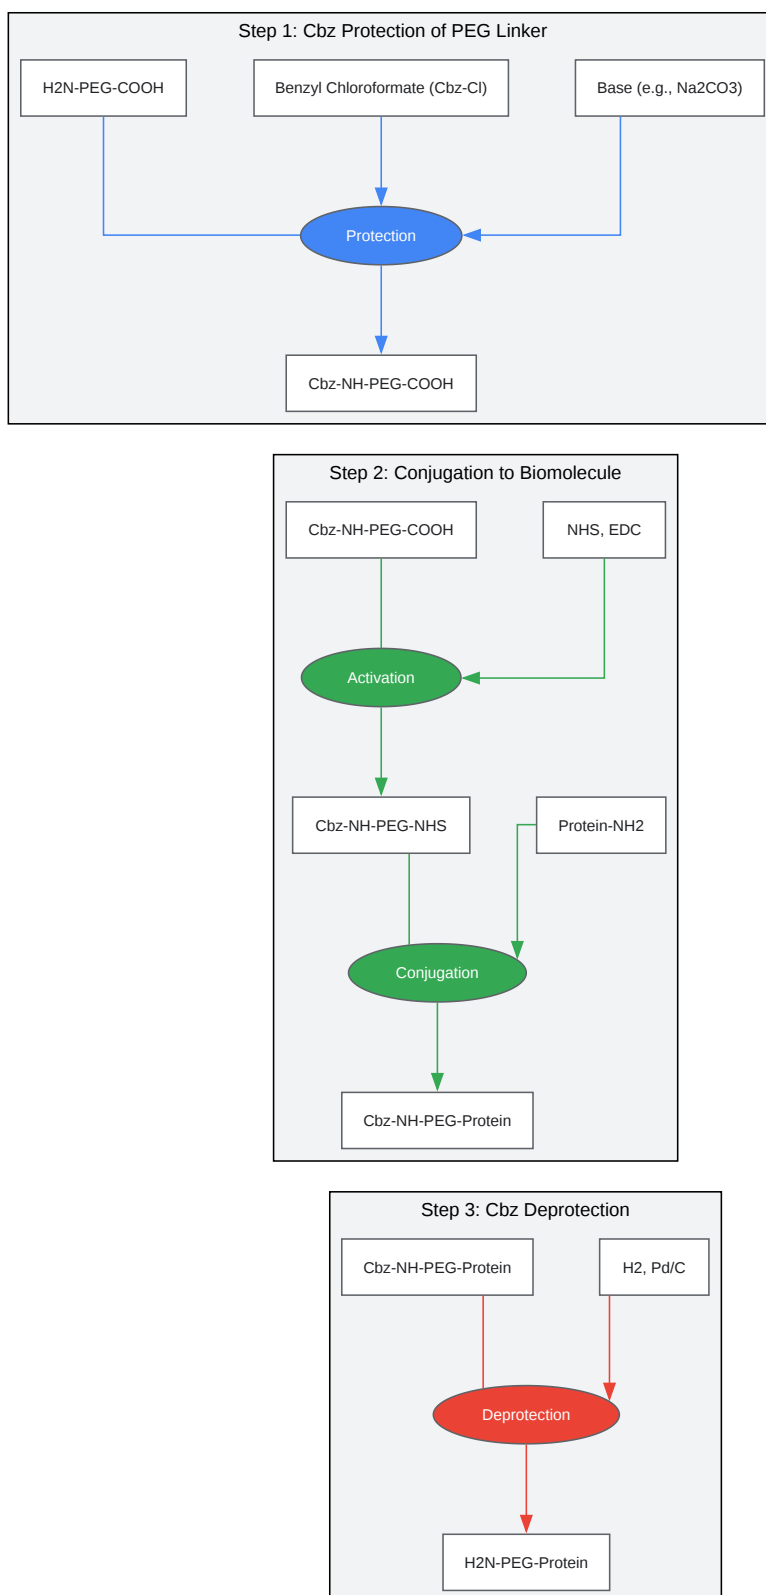 Step 1: Cbz Protection of PEG Linker
H2N-PEG-COOH
Benzyl Chloroformate (Cbz-Cl)
Base (e.g., Na2CO3)
Protection
Cbz-NH-PEG-COOH
Step 2: Conjugation to Biomolecule
Cbz-NH-PEG-COOH
NHS, EDC
Activation
Cbz-NH-PEG-NHS
Protein-NH2
Conjugation
Cbz-NH-PEG-Protein
Step 3: Cbz Deprotection
Cbz-NH-PEG-Protein
H2, Pd/C
Deprotection
H2N-PEG-Protein